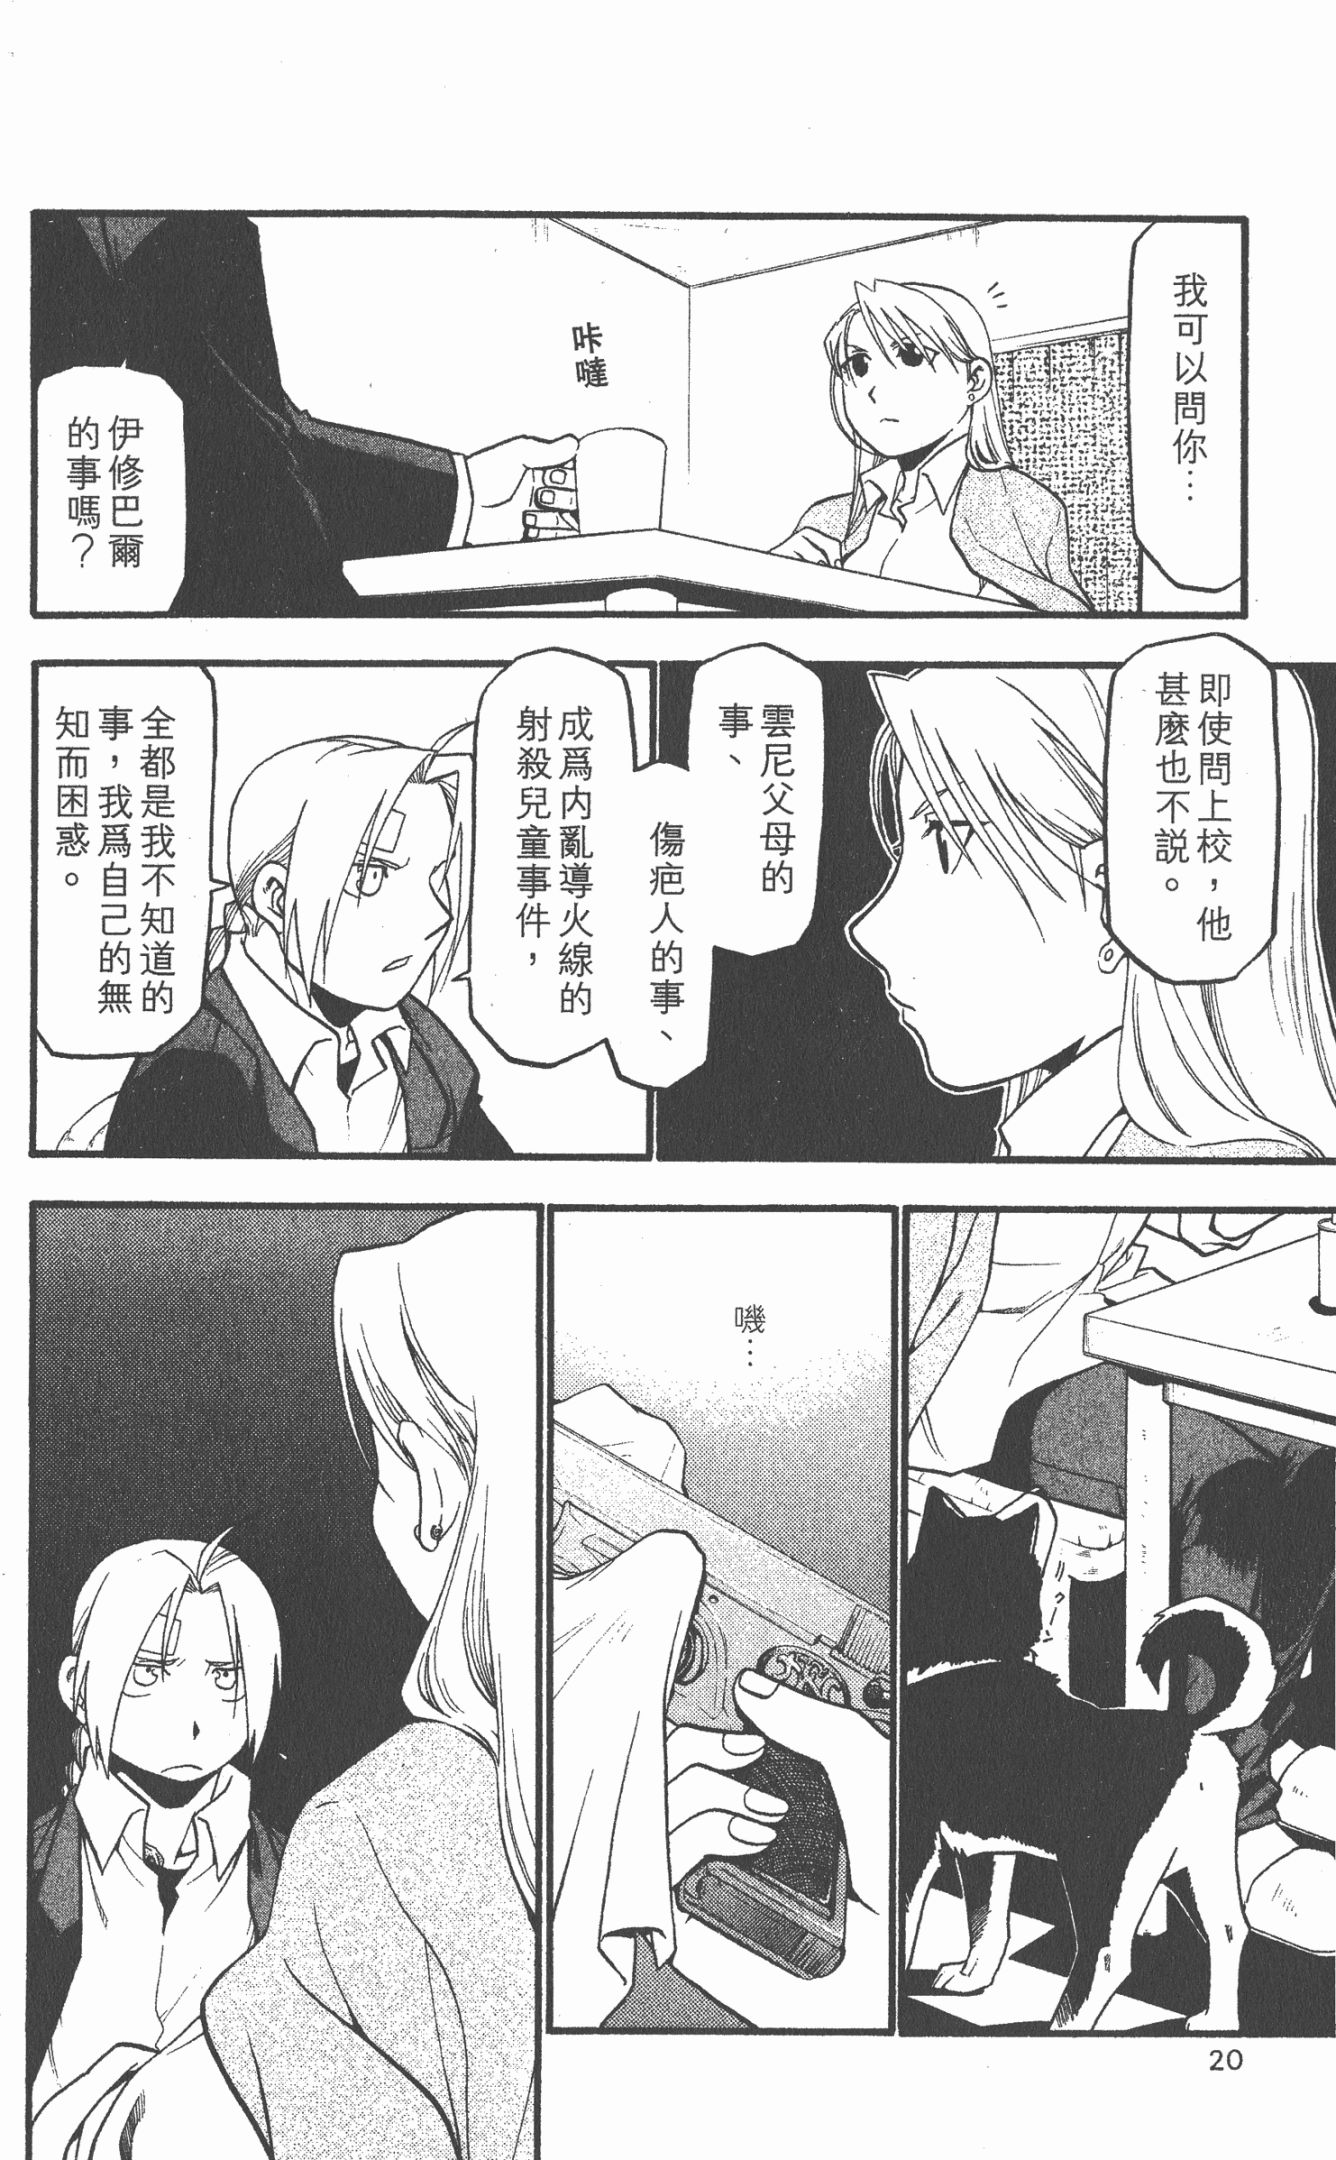 我可以問你…
咔噠
伊修巴爾
的事嗎？
即使問上校，他
甚麼也不說。
雲尼父母的
事、
傷疤人的事、
成爲內亂導火線的
射殺兒童事件，
全都是我不知道的
事，我爲自己的無
知而困惑。
嘰…
20